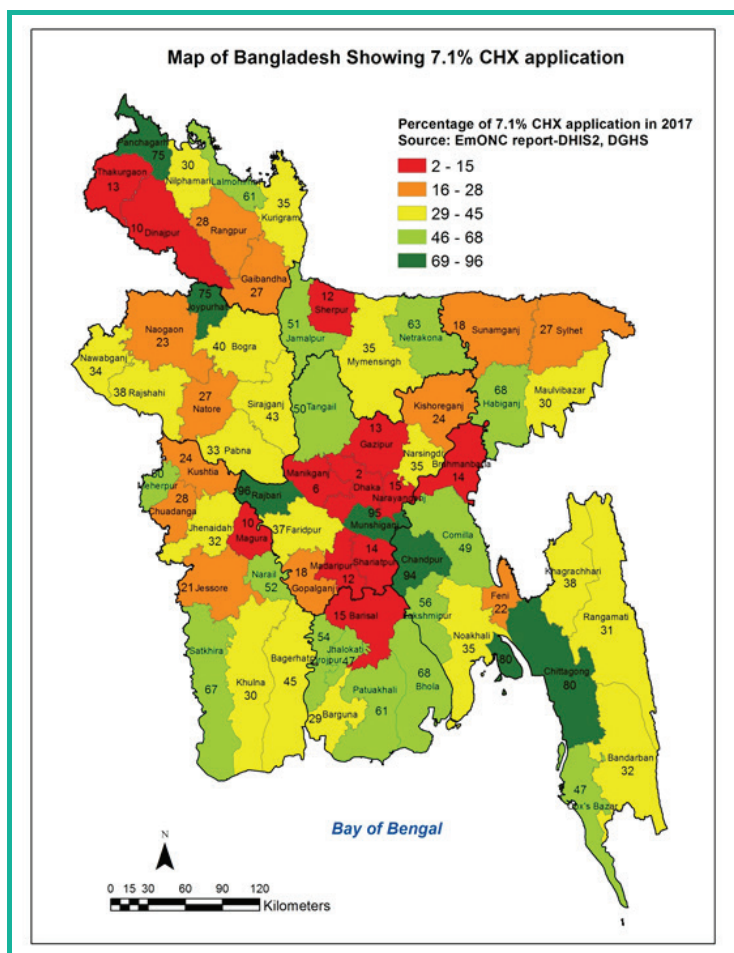 Map of Bangladesh Showing 7.1% CHX application
Percentage of 7.1% CHX application in 2017
Source: EmONC report-DHIS2, DGHS
2 - 15
16 - 28
29 - 45
46 - 68
69 - 96
Panchagarh
75
Thakurgaon
13
Nilphamari
30
61
Kurigram
35
Dinajpur
10
Rangpur
28
Gaibandha
27
75
Naogaon
23
Bogra
40
Jamalpur
51
Sherpur
12
Mymensingh
35
Netrakona
63
Sunamganj
18
Sylhet
27
Nawabganj
34
Rajshahi
38
Natore
27
Sirajganj
43
Tangail
50
Kishoreganj
24
Habiganj
68
Maulvibazar
30
Pabna
33
Gazipur
13
Narsingdi
35
14
Kushtia
24
Chuadanga
28
Rajbari
96
Manikganj
6
Dhaka
2
15
Munshiganj
95
Jhenaidah
32
Magura
10
Faridpur
37
Comilla
49
Madaripur
12
14
Chandpur
94
Jessore
21
Narail
52
Gopalganj
18
Feni
22
Khagrachhari
38
Rangamati
31
Barisal
15
56
Noakhali
35
Chittagong
80
80
Satkhira
67
Khulna
30
Bagerhat
45
54
Jhalokati
47
Patuakhali
61
Bhola
68
Barguna
29
Bandarban
32
47
Cox's Bazar
Bay of Bengal
N
0 15 30 60 90 120
Kilometers